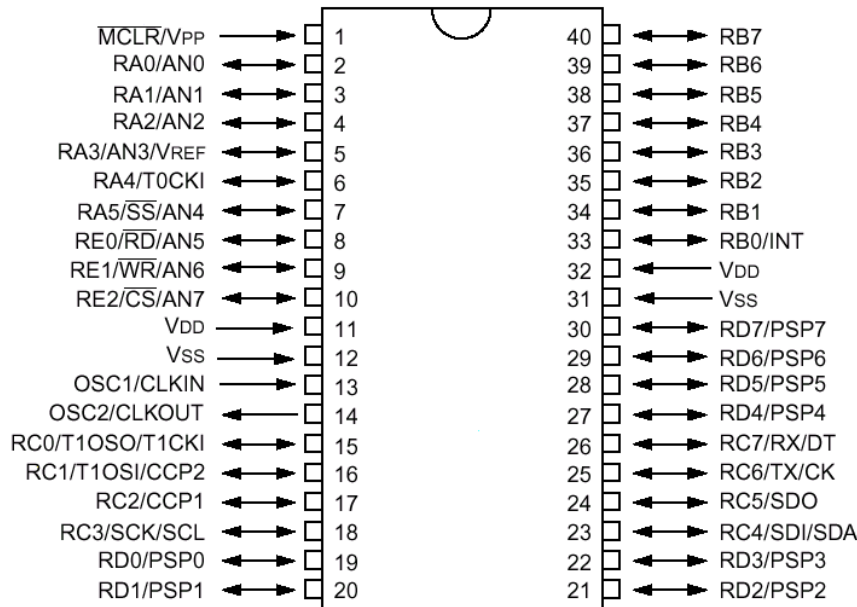 MCLR/VPP 1 40 RB7
RA0/AN0 2 39 RB6
RA1/AN1 3 38 RB5
RA2/AN2 4 37 RB4
RA3/AN3/VREF 5 36 RB3
RA4/T0CKI 6 35 RB2
RA5/SS/AN4 7 34 RB1
RE0/RD/AN5 8 33 RB0/INT
RE1/WR/AN6 9 32 VDD
RE2/CS/AN7 10 31 VSS
VDD 11 30 RD7/PSP7
VSS 12 29 RD6/PSP6
OSC1/CLKIN 13 28 RD5/PSP5
OSC2/CLKOUT 14 27 RD4/PSP4
RC0/T1OSO/T1CKI 15 26 RC7/RX/DT
RC1/T1OSI/CCP2 16 25 RC6/TX/CK
RC2/CCP1 17 24 RC5/SDO
RC3/SCK/SCL 18 23 RC4/SDI/SDA
RD0/PSP0 19 22 RD3/PSP3
RD1/PSP1 20 21 RD2/PSP2